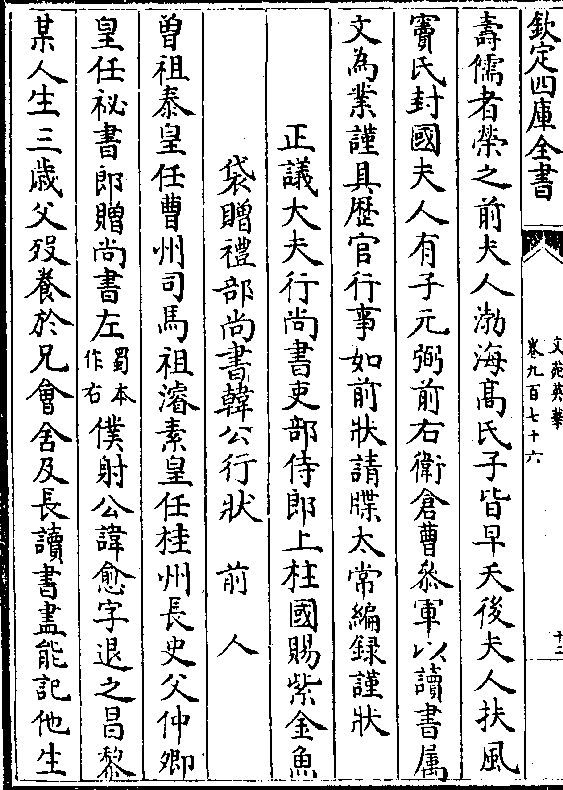 欽定四庫全書
文苑英華
卷九百七十六
十二
壽儒者榮之前夫人渤海髙氏子皆早夭後夫人扶風
竇氏封國夫人有子元弼前右衛倉曹叅軍以讀書属
文為業謹具歴官行事如前狀請牒太常編録謹狀
正議大夫行尚書吏部侍郎上柱國賜紫金魚
袋贈禮部尚書韓公行狀 前人
曽祖泰皇任曹州司馬祖濬素皇任桂州長史父仲卿
皇任祕書郎贈尚書左蜀本作右僕射公諱愈字退之昌黎
某人生三歳父殁養於兄會舍及長讀書盡能記他生